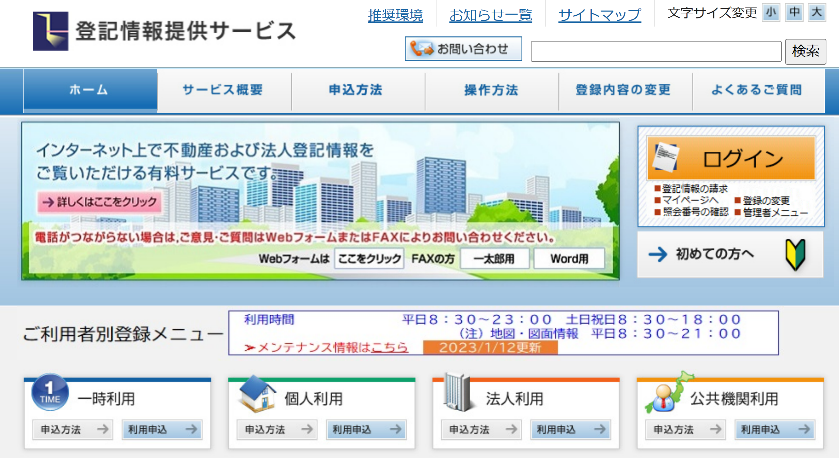 登記情報提供サービス
推奨環境 お知らせ一覧 サイトマップ 文字サイズ変更 小 中 大
お問い合わせ 検索
ホーム サービス概要 申込方法 操作方法 登録内容の変更 よくあるご質問
インターネット上で不動産および法人登記情報を
ご覧いただける有料サービスです。
→詳しくはここをクリック
電話がつながらない場合は、ご意見・ご質問はWebフォームまたはFAXによりお問い合わせください。
Webフォームは ここをクリック FAXの方 一太郎用 Word用
ログイン
■登記情報の請求
■マイページへ ■登録の変更
■照会番号の確認 ■管理者メニュー
→ 初めての方へ
ご利用者別登録メニュー
利用時間 平日8:30~23:00 土日祝日8:30~18:00
(注)地図・図面情報 平日8:30~21:00
➢メンテナンス情報はこちら 2023/1/12更新
1 TIME 一時利用 個人利用 法人利用 公共機関利用
申込方法 → 利用申込 → 申込方法 → 利用申込 → 申込方法 → 利用申込 → 申込方法 → 利用申込 →